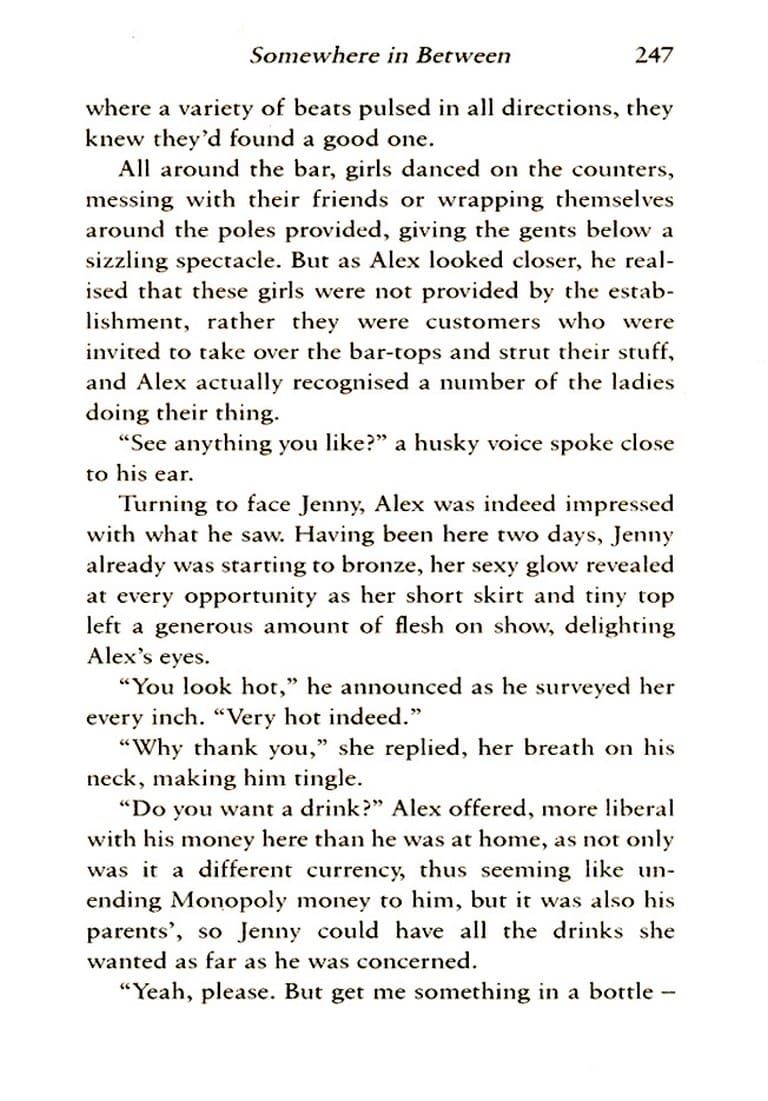 Somewhere in Between 247
where a variety of beats pulsed in all directions, they
knew they’d found a good one.
All around the bar, girls danced on the counters,
messing with their friends or wrapping themselves
around the poles provided, giving the gents below a
sizzling spectacle. But as Alex looked closer, he real-
ised that these girls were not provided by the estab-
lishment, rather they were customers who were
invited to take over the bar-tops and strut their stuff,
and Alex actually recognised a number of the ladies
doing their thing.
“See anything you like?” a husky voice spoke close
to his ear.
Turning to face Jenny, Alex was indeed impressed
with what he saw. Having been here two days, Jenny
already was starting to bronze, her sexy glow revealed
at every opportunity as her short skirt and tiny top
left a generous amount of flesh on show, delighting
Alex’s eyes.
“You look hot,” he announced as he surveyed her
every inch. “Very hot indeed.”
“Why thank you,” she replied, her breath on his
neck, making him tingle.
“Do you want a drink?” Alex offered, more liberal
with his money here than he was at home, as not only
was it a different currency, thus seeming like un-
ending Monopoly money to him, but it was also his
parents’, so Jenny could have all the drinks she
wanted as far as he was concerned.
“Yeah, please. But get me something in a bottle –